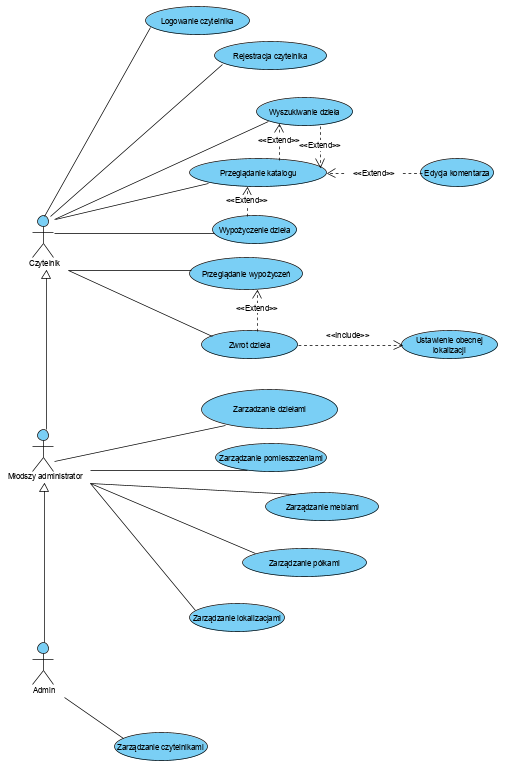 Logowanie czytelnika
Rejestracja czytelnika
Wyszukiwanie dzieła
<<Extend>>
<<Extend>>
Przeglądanie katalogu
<<Extend>>
Edycja komentarza
<<Extend>>
Wypożyczenie dzieła
Czytelnik
Przeglądanie wypożyczeń
<<Extend>>
Zwrot dzieła
<<Include>>
Ustawienie obecnej
lokalizacji
Zarzadzanie dziełami
Zarządzanie pomieszczeniami
Młodszy administrator
Zarządzanie meblami
Zarządzanie półkami
Zarządzanie lokalizacjami
Admin
Zarządzanie czytelnikami